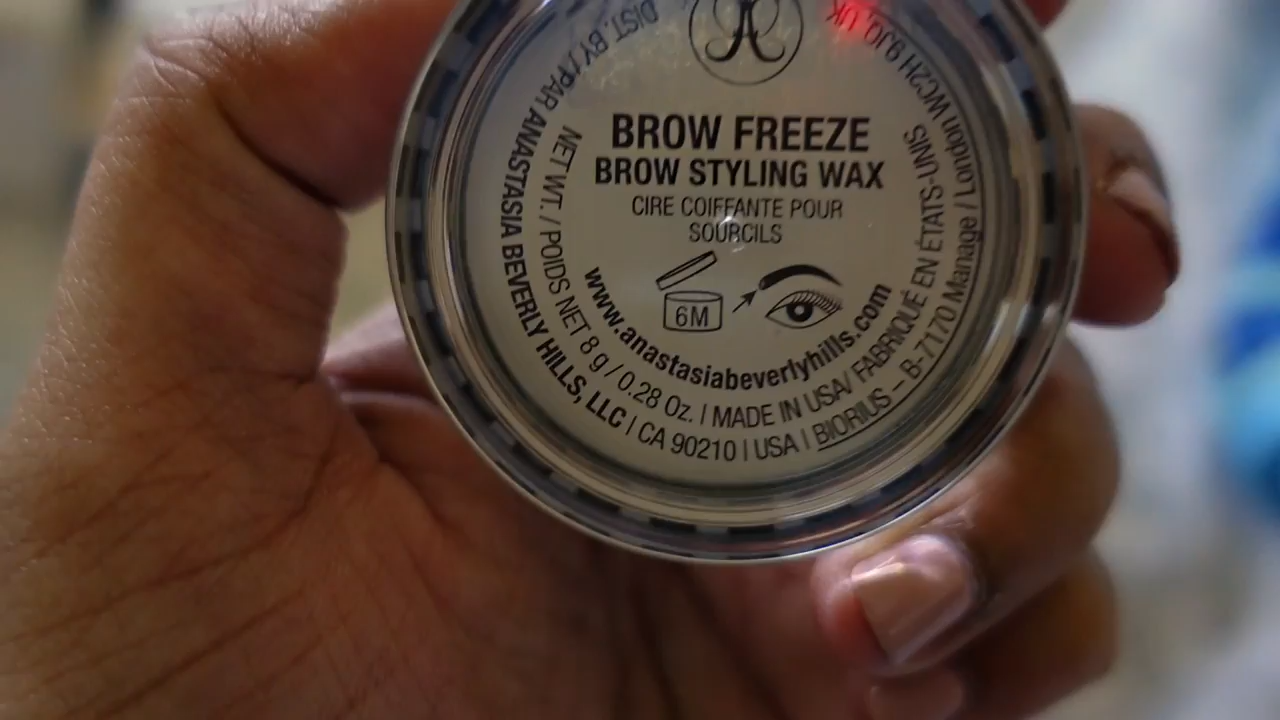 BROW FREEZE
BROW STYLING WAX
CIRE COIFFANTE POUR
SOURCILS
6M
www.anastasiabeverlyhills.com
NET WT. / POIDS NET 8 g / 0.28 Oz. | MADE IN USA/ FABRIQUÉ EN ÉTATS-UNIS
DIST. BY / PAR ANASTASIA BEVERLY HILLS, LLC | CA 90210 | USA | BIORIUS – B-7170 Manage / London WC2H 9JQ, UK